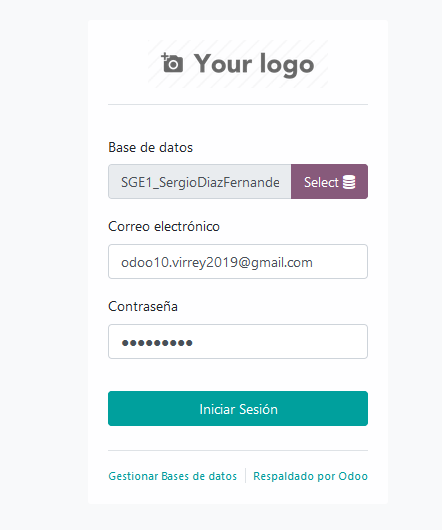 Your logo
Base de datos
SGE1_SergioDiazFernande
Select
Correo electrónico
odoo10.virrey2019@gmail.com
Contraseña
●●●●●●●●●
Iniciar Sesión
Gestionar Bases de datos | Respaldado por Odoo